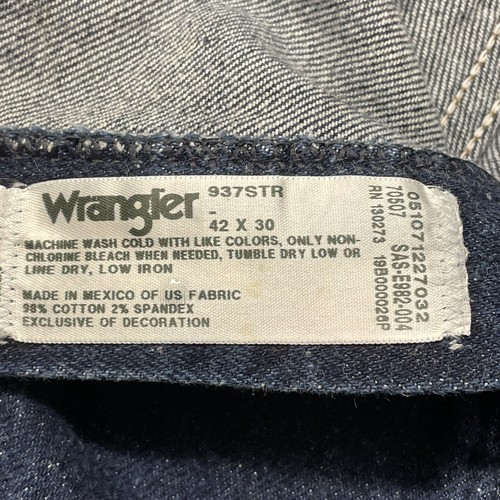 Wrangler
937STR
-
42 X 30
MACHINE WASH COLD WITH LIKE COLORS, ONLY NON-
CHLORINE BLEACH WHEN NEEDED, TUMBLE DRY LOW OR
LINE DRY, LOW IRON
MADE IN MEXICO OF US FABRIC
98% COTTON 2% SPANDEX
EXCLUSIVE OF DECORATION
051071227032
70507 SAS-E982-004
RN 130273 19B000026P